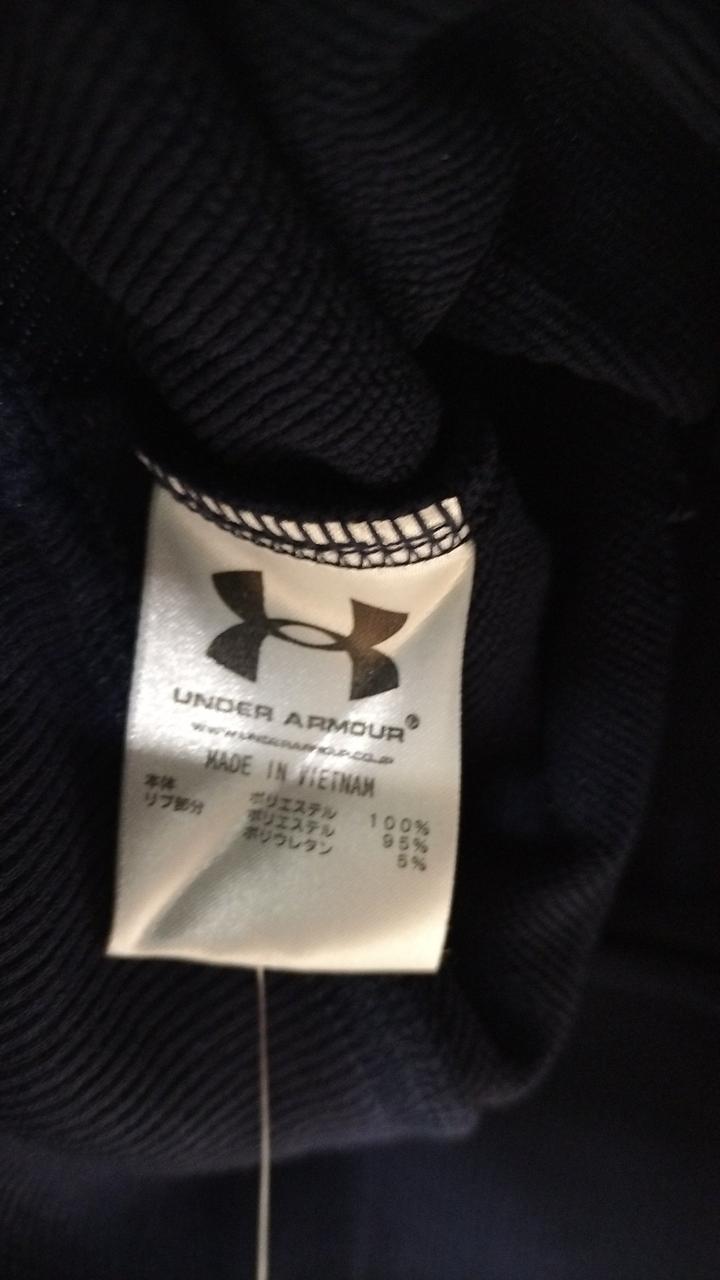 UNDER ARMOUR®
MADE IN VIETNAM
本体 ポリエステル 100%
リブ部分 ポリエステル 95%
ポリウレタン 5%